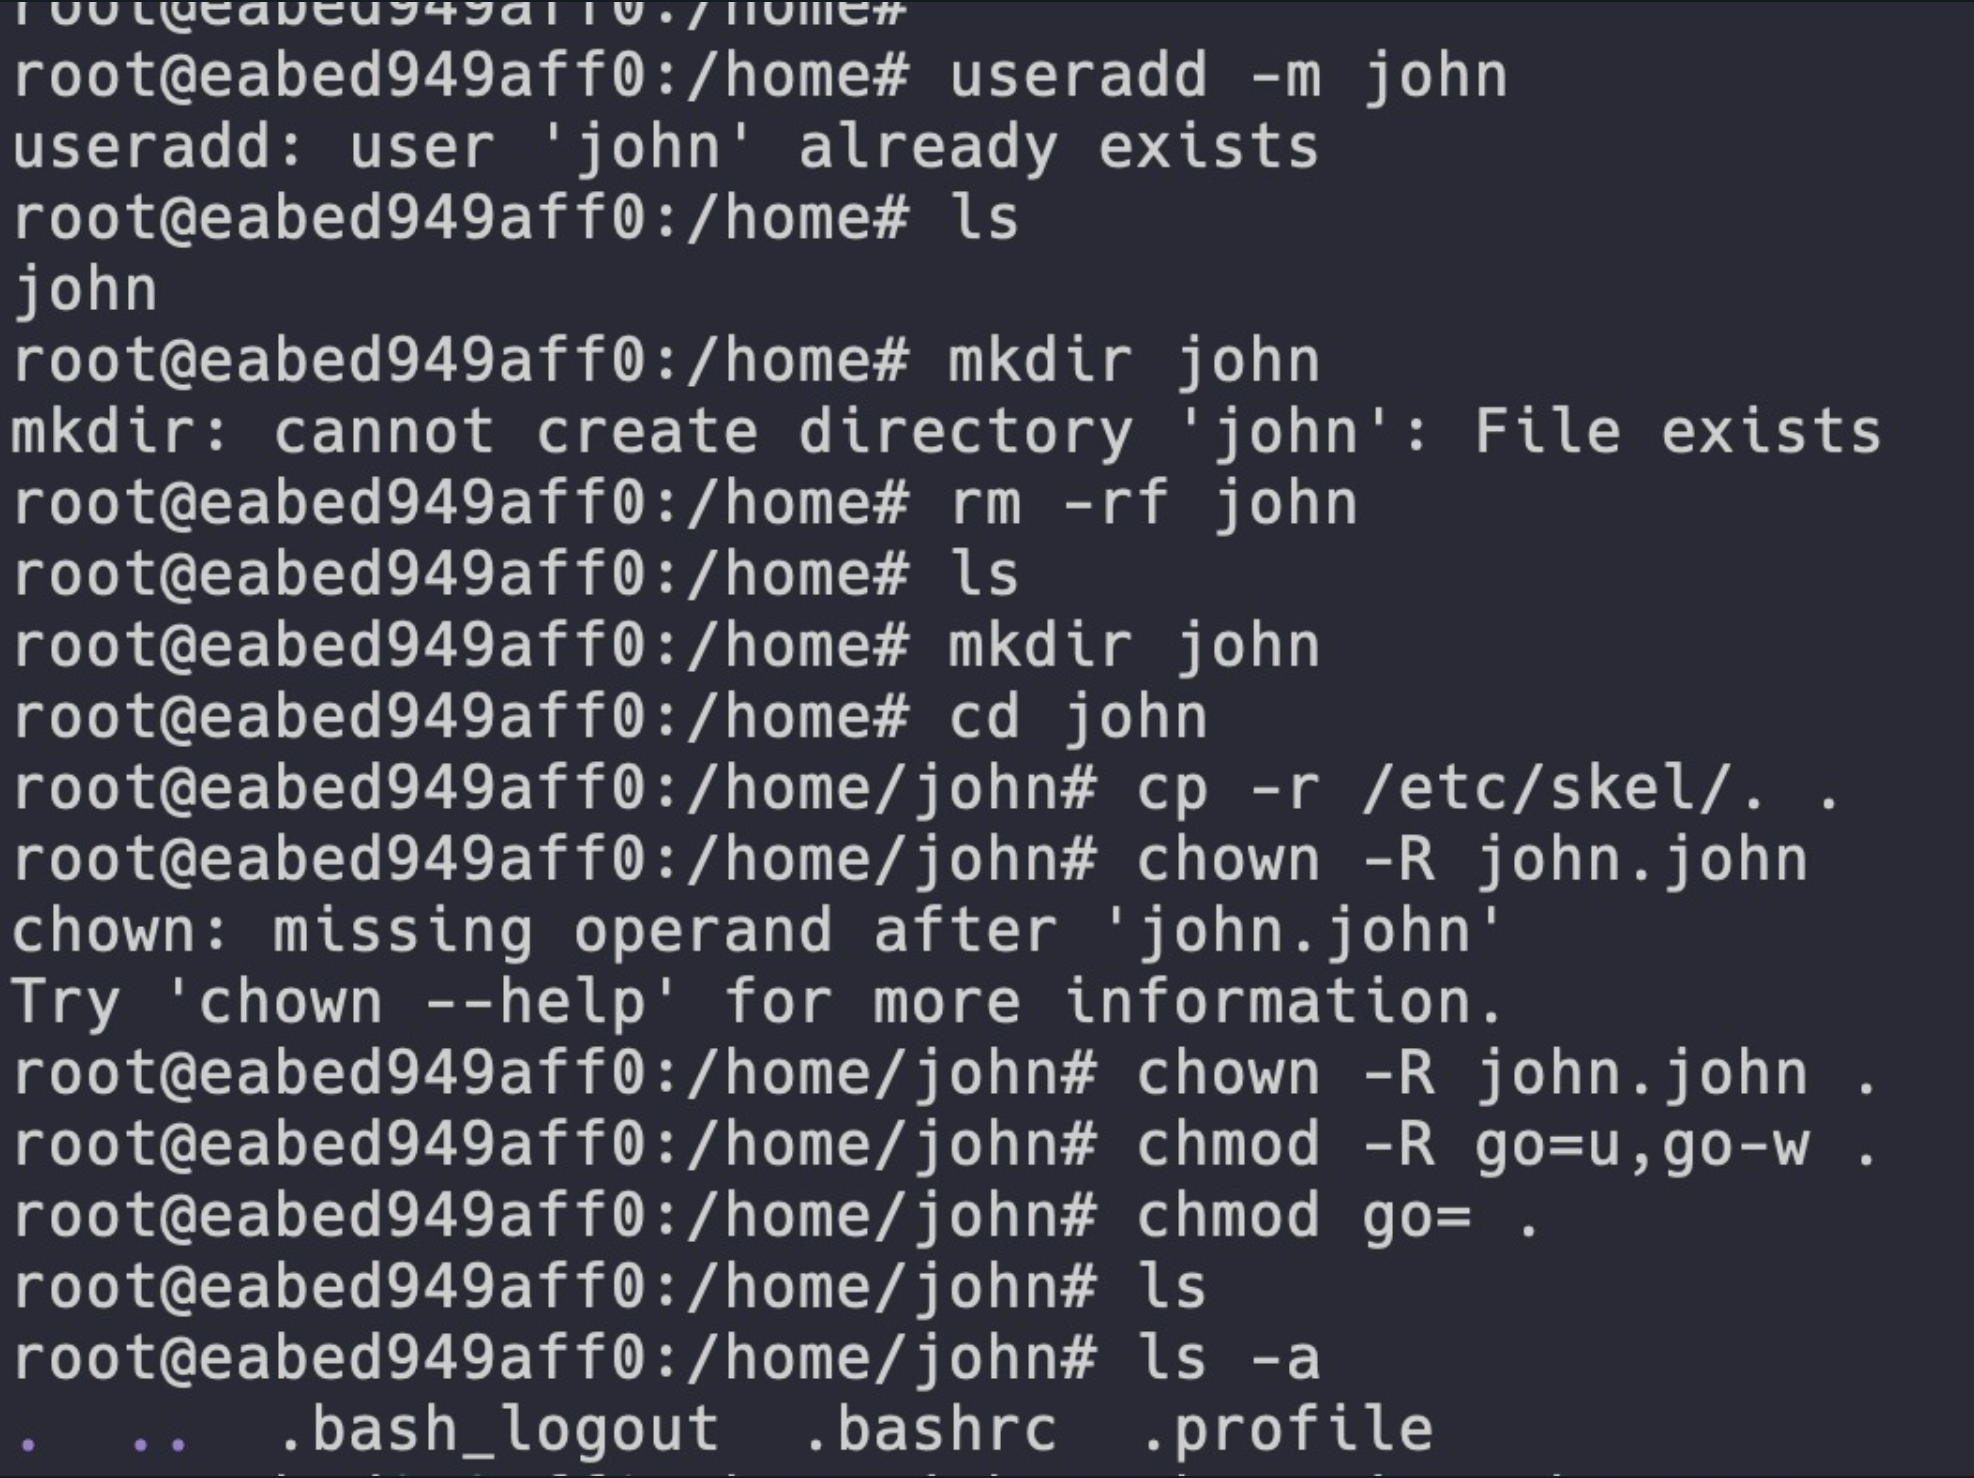 root@eabed949aff0:/home#
root@eabed949aff0:/home# useradd -m john
useradd: user 'john' already exists
root@eabed949aff0:/home# ls
john
root@eabed949aff0:/home# mkdir john
mkdir: cannot create directory 'john': File exists
root@eabed949aff0:/home# rm -rf john
root@eabed949aff0:/home# ls
root@eabed949aff0:/home# mkdir john
root@eabed949aff0:/home# cd john
root@eabed949aff0:/home/john# cp -r /etc/skel/. .
root@eabed949aff0:/home/john# chown -R john.john
chown: missing operand after 'john.john'
Try 'chown --help' for more information.
root@eabed949aff0:/home/john# chown -R john.john .
root@eabed949aff0:/home/john# chmod -R go=u,go-w .
root@eabed949aff0:/home/john# chmod go= .
root@eabed949aff0:/home/john# ls
root@eabed949aff0:/home/john# ls -a
. .. .bash_logout .bashrc .profile